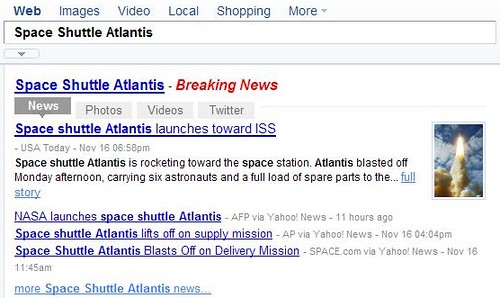 Web Images Video Local Shopping More
Space Shuttle Atlantis
Space Shuttle Atlantis - Breaking News
News Photos Videos Twitter
Space shuttle Atlantis launches toward ISS
- USA Today - Nov 16 06:58pm
Space shuttle Atlantis is rocketing toward the space station. Atlantis blasted off
Monday afternoon, carrying six astronauts and a full load of spare parts to the... full
story
NASA launches space shuttle Atlantis - AFP via Yahoo! News - 11 hours ago
Space shuttle Atlantis lifts off on supply mission - AP via Yahoo! News - Nov 16 04:04pm
Space Shuttle Atlantis Blasts Off on Delivery Mission - SPACE.com via Yahoo! News - Nov 16
11:45am
more Space Shuttle Atlantis news...